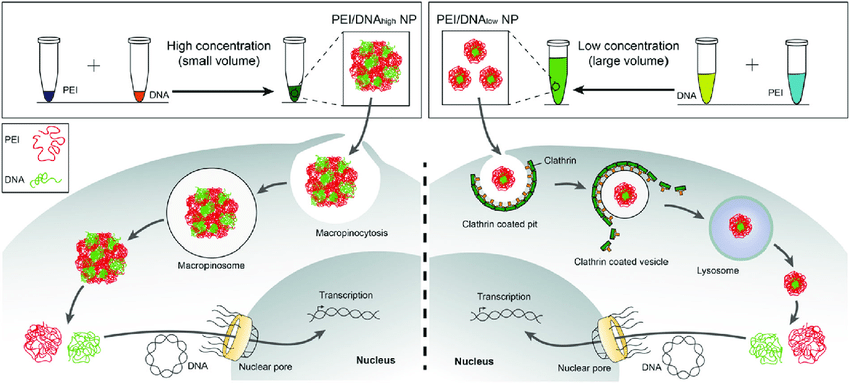 PEI/DNAhigh NP
High concentration
(small volume)
PEI
DNA
PEI/DNAlow NP
Low concentration
(large volume)
DNA
PEI
PEI
DNA
Macropinocytosis
Macropinosome
Transcription
Nucleus
Nuclear pore
DNA
Clathrin
Clathrin coated pit
Clathrin coated vesicle
Lysosome
Transcription
Nucleus
Nuclear pore
DNA